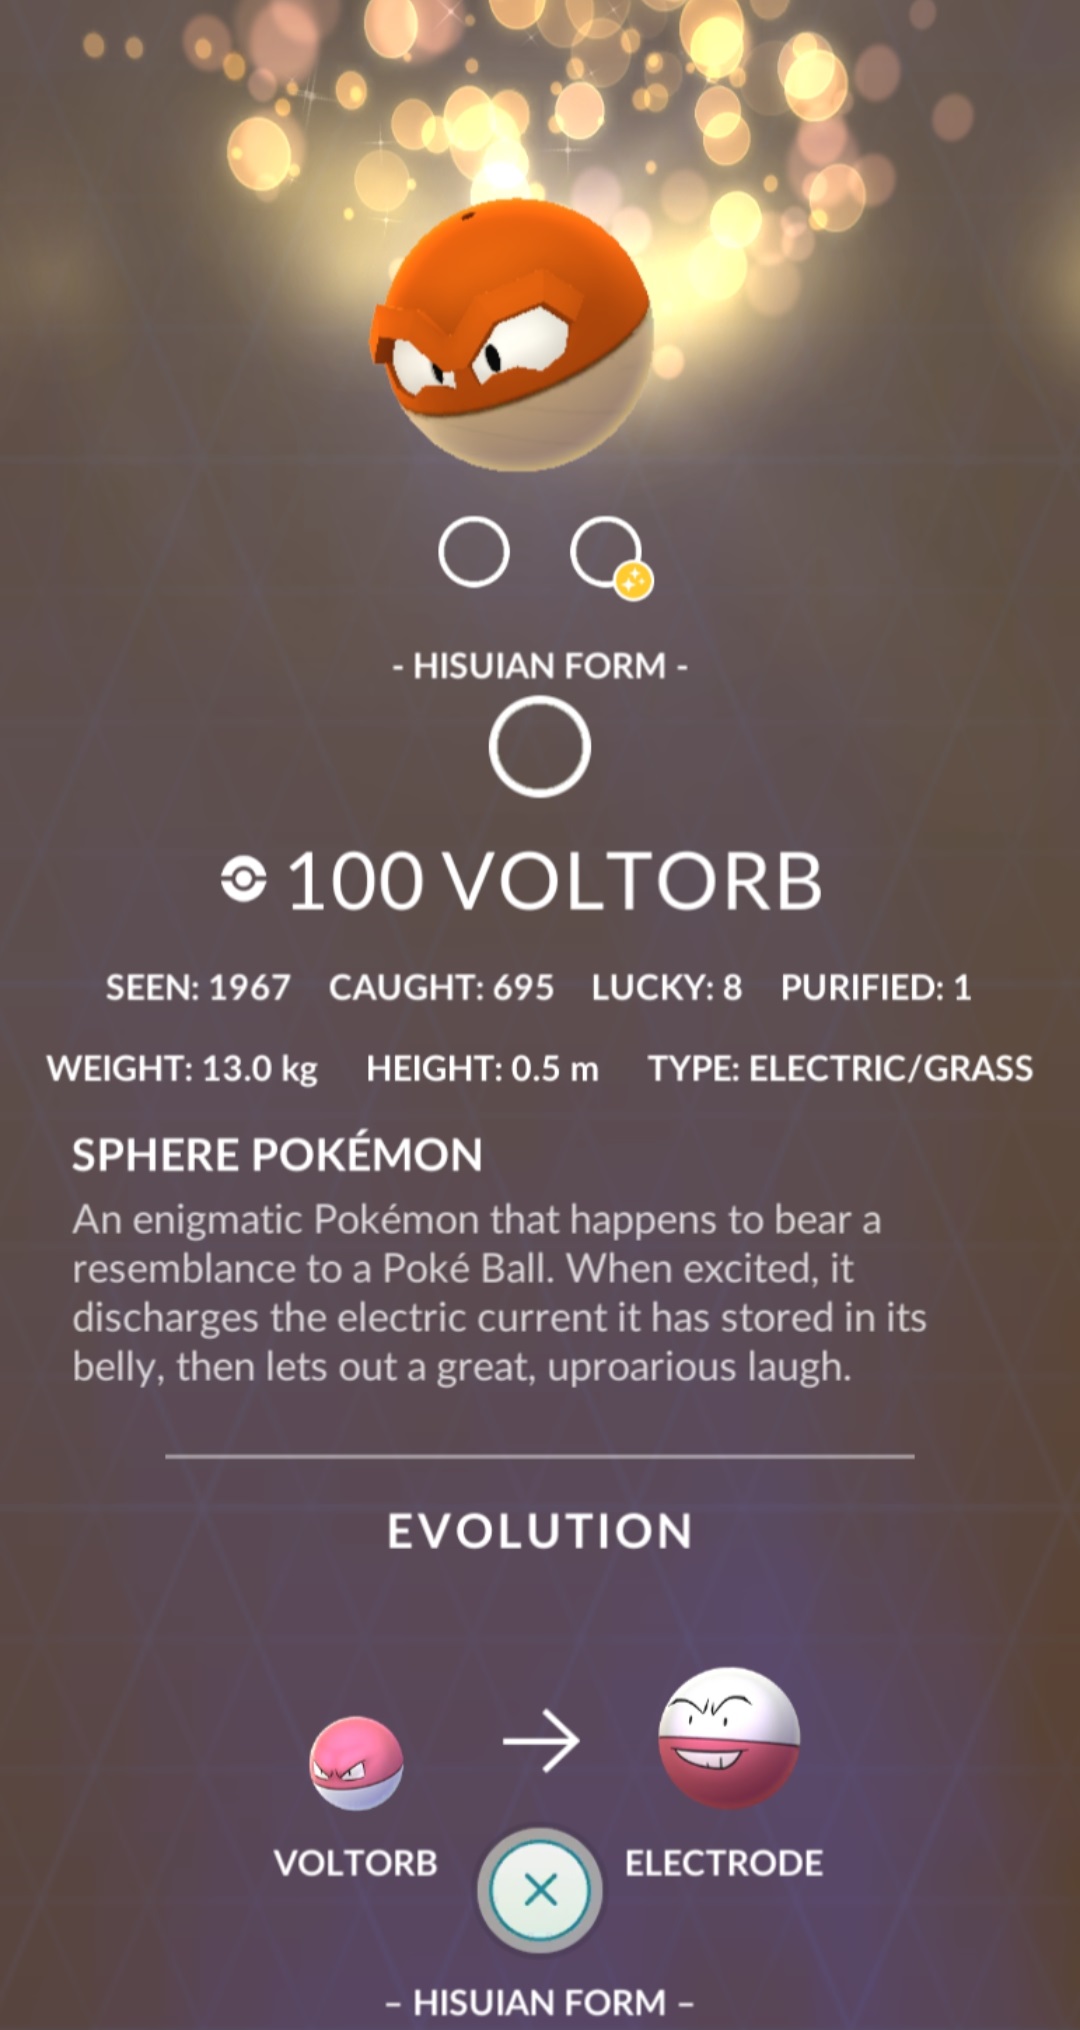 - HISUIAN FORM -
100 VOLTORB
SEEN: 1967 CAUGHT: 695 LUCKY: 8 PURIFIED: 1
WEIGHT: 13.0 kg HEIGHT: 0.5 m TYPE: ELECTRIC/GRASS
SPHERE POKÉMON
An enigmatic Pokémon that happens to bear a
resemblance to a Poké Ball. When excited, it
discharges the electric current it has stored in its
belly, then lets out a great, uproarious laugh.
EVOLUTION
VOLTORB ELECTRODE
– HISUIAN FORM –